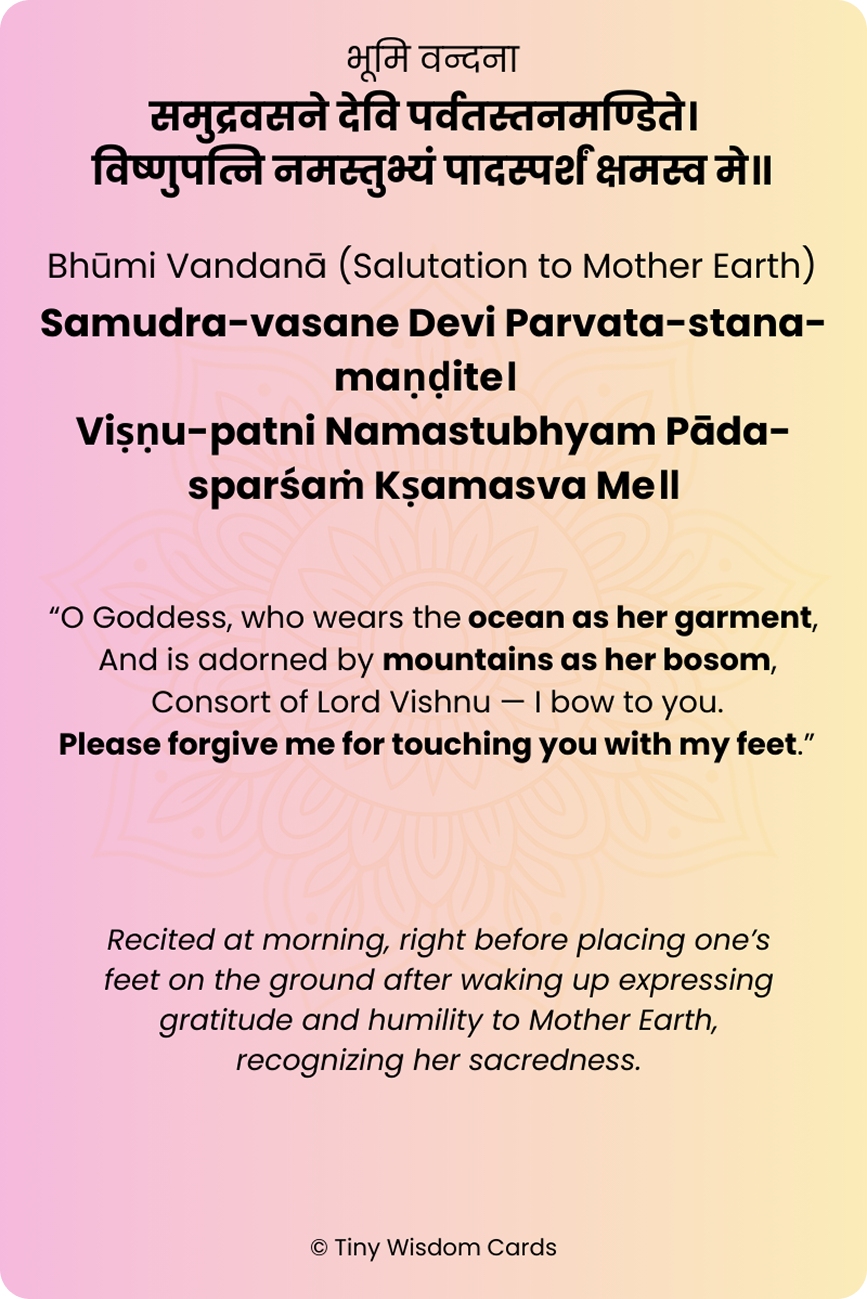 भूमि वन्दना
समुद्रवसने देवि पर्वतस्तनमण्डिते।
विष्णुपत्नि नमस्तुभ्यं पादस्पर्शं क्षमस्व मे॥
Bhūmi Vandanā (Salutation to Mother Earth)
Samudra-vasane Devi Parvata-stana-
maṇḍite।
Viṣṇu-patni Namastubhyam Pāda-
sparśaṁ Kṣamasva Me॥
“O Goddess, who wears the ocean as her garment,
And is adorned by mountains as her bosom,
Consort of Lord Vishnu — I bow to you.
Please forgive me for touching you with my feet.”
Recited at morning, right before placing one’s
feet on the ground after waking up expressing
gratitude and humility to Mother Earth,
recognizing her sacredness.
© Tiny Wisdom Cards